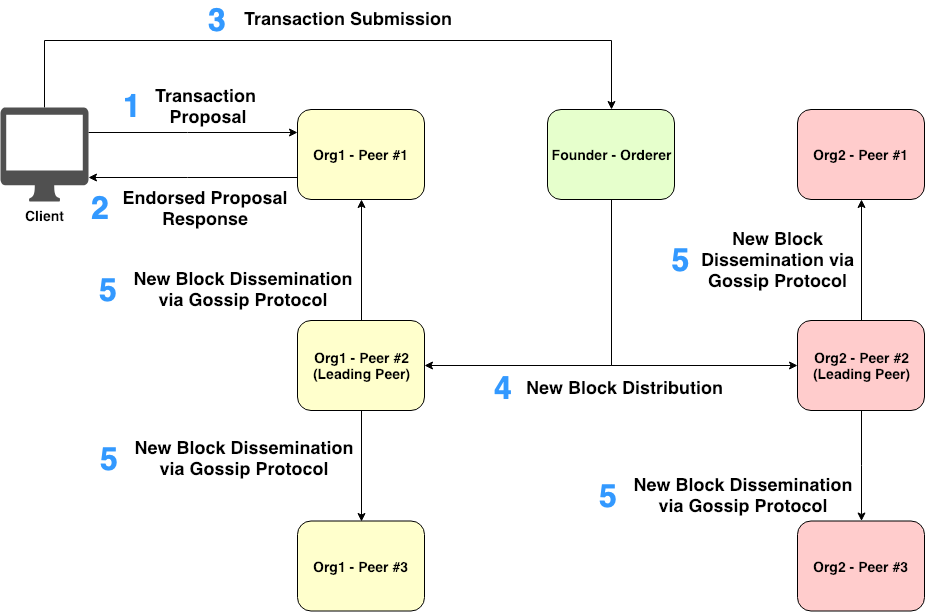 3 Transaction Submission
1 Transaction
Proposal
Org1 - Peer #1
Founder - Orderer
Org2 - Peer #1
2 Endorsed Proposal
Response
Client
5 New Block Dissemination
via Gossip Protocol
5 New Block
Dissemination via
Gossip Protocol
Org1 - Peer #2
(Leading Peer)
Org2 - Peer #2
(Leading Peer)
4 New Block Distribution
5 New Block Dissemination
via Gossip Protocol
5 New Block Dissemination
via Gossip Protocol
Org1 - Peer #3
Org2 - Peer #3